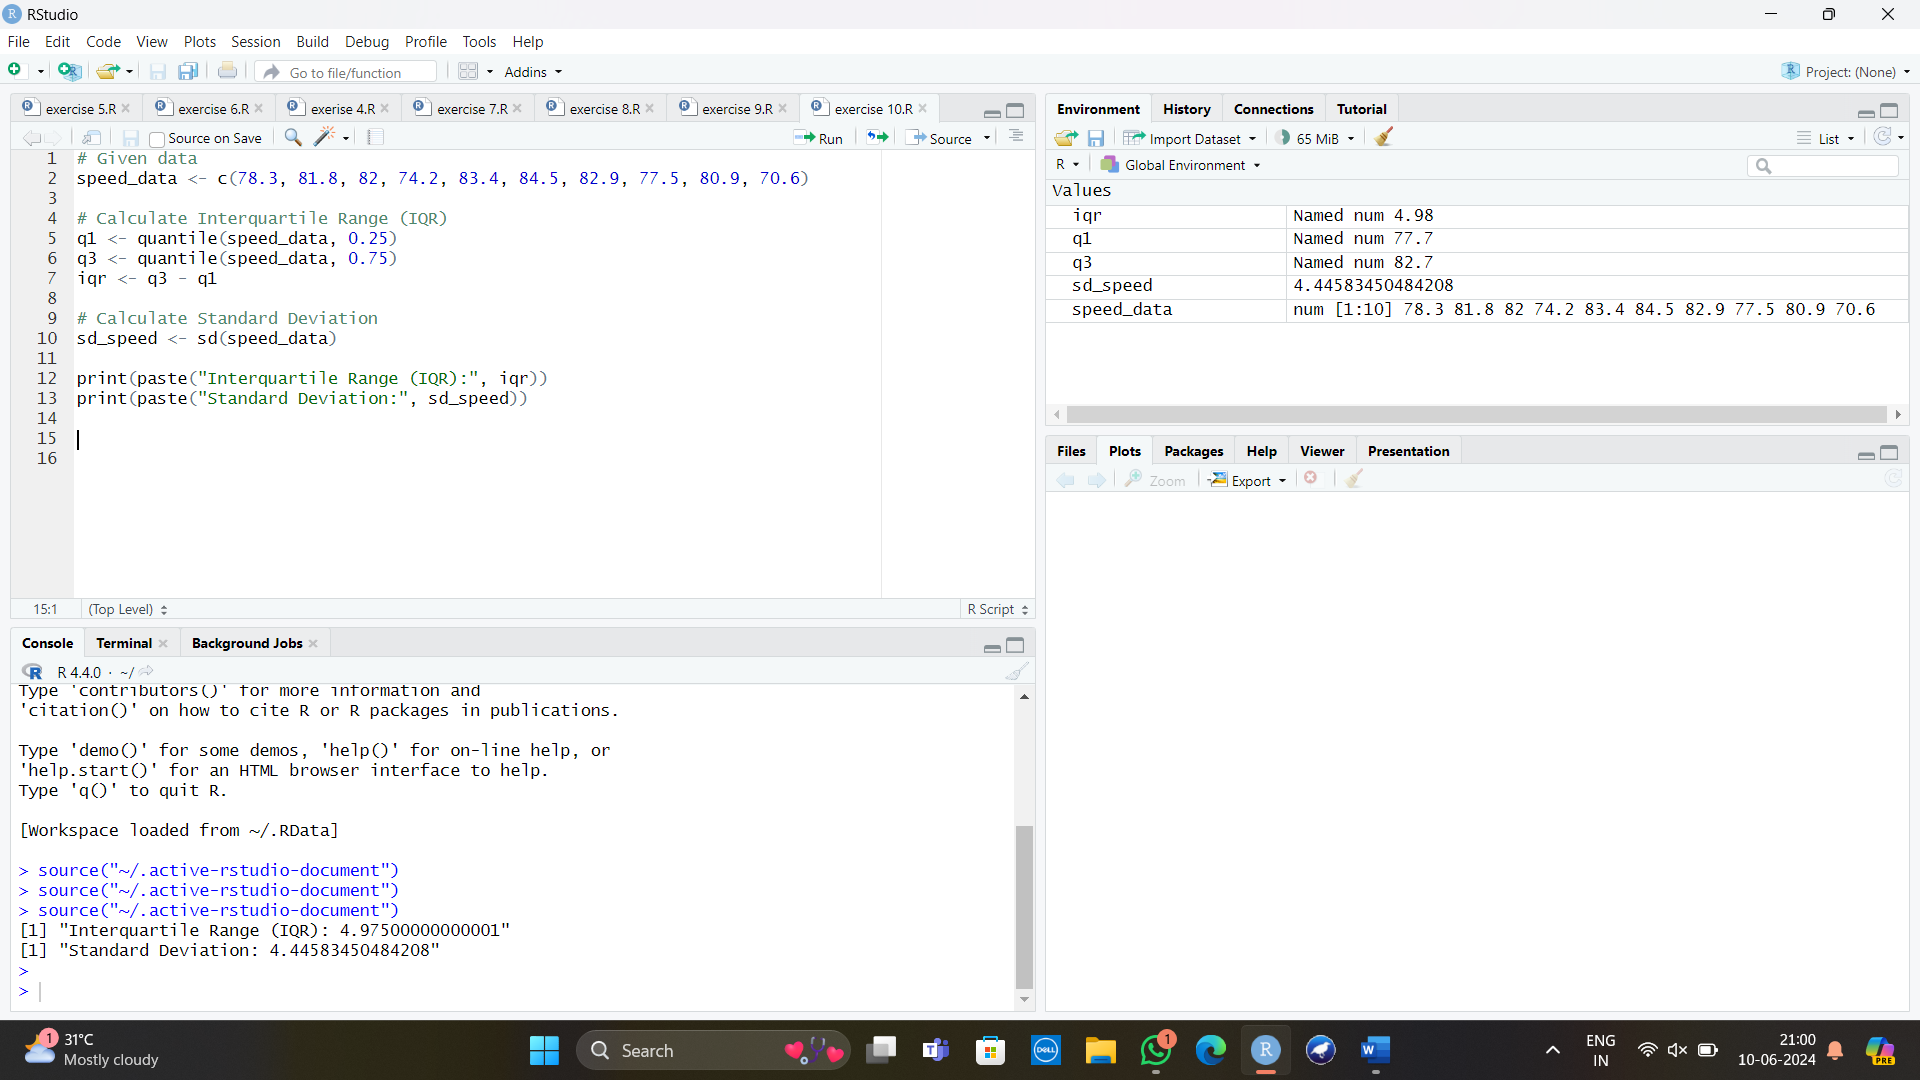 RStudio
File Edit Code View Plots Session Build Debug Profile Tools Help
Go to file/function Addins Project: (None)
exercise 5.R exercise 6.R exerise 4.R exercise 7.R exercise 8.R exercise 9.R exercise 10.R
Source on Save Run Source
1 # Given data
2 speed_data <- c(78.3, 81.8, 82, 74.2, 83.4, 84.5, 82.9, 77.5, 80.9, 70.6)
3
4 # Calculate Interquartile Range (IQR)
5 q1 <- quantile(speed_data, 0.25)
6 q3 <- quantile(speed_data, 0.75)
7 iqr <- q3 - q1
8
9 # Calculate Standard Deviation
10 sd_speed <- sd(speed_data)
11
12 print(paste("Interquartile Range (IQR):", iqr))
13 print(paste("Standard Deviation:", sd_speed))
14
15
16
15:1 (Top Level) R Script
Console Terminal Background Jobs
R 4.4.0 · ~/
Type 'contributors()' for more information and
'citation()' on how to cite R or R packages in publications.
Type 'demo()' for some demos, 'help()' for on-line help, or
'help.start()' for an HTML browser interface to help.
Type 'q()' to quit R.
[Workspace loaded from ~/.RData]
> source("~/.active-rstudio-document")
> source("~/.active-rstudio-document")
> source("~/.active-rstudio-document")
[1] "Interquartile Range (IQR): 4.97500000000001"
[1] "Standard Deviation: 4.44583450484208"
>
>
Environment History Connections Tutorial
Import Dataset 65 MiB List
R Global Environment
Values
iqr Named num 4.98
q1 Named num 77.7
q3 Named num 82.7
sd_speed 4.44583450484208
speed_data num [1:10] 78.3 81.8 82 74.2 83.4 84.5 82.9 77.5 80.9 70.6
Files Plots Packages Help Viewer Presentation
Zoom Export
1 31°C
Mostly cloudy
Search
DELL
1
ENG
IN
21:00
10-06-2024
PRE